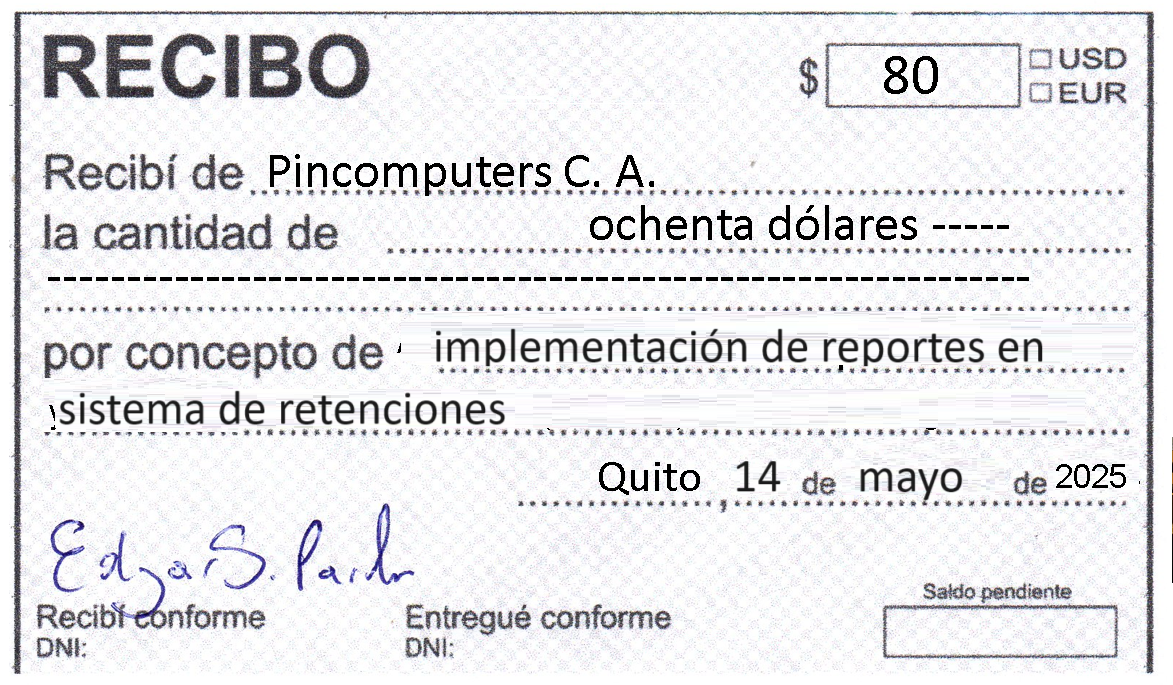 RECIBO
$ 80 ☐ USD
☐ EUR
Recibí de Pincomputers C. A.
la cantidad de ochenta dólares -----
---------------------------------------------------------------
por concepto de implementación de reportes en
sistema de retenciones
Quito, 14 de mayo de 2025
Edgar S. Pardo
Recibí conforme Entregué conforme Saldo pendiente
DNI: DNI: